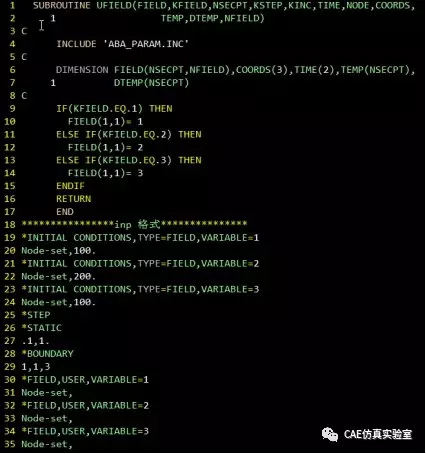 1 SUBROUTINE UFIELD(FIELD,KFIELD,NSECPT,KSTEP,KINC,TIME,NODE,COORDS,
2 1 TEMP,DTEMP,NFIELD)
3 C
4 INCLUDE 'ABA_PARAM.INC'
5 C
6 DIMENSION FIELD(NSECPT,NFIELD),COORDS(3),TIME(2),TEMP(NSECPT),
7 1 DTEMP(NSECPT)
8 C
9 IF(KFIELD.EQ.1) THEN
10 FIELD(1,1)= 1
11 ELSE IF(KFIELD.EQ.2) THEN
12 FIELD(1,1)= 2
13 ELSE IF(KFIELD.EQ.3) THEN
14 FIELD(1,1)= 3
15 ENDIF
16 RETURN
17 END
18 ****************inp 格式***************
19 *INITIAL CONDITIONS,TYPE=FIELD,VARIABLE=1
20 Node-set,100.
21 *INITIAL CONDITIONS,TYPE=FIELD,VARIABLE=2
22 Node-set,200.
23 *INITIAL CONDITIONS,TYPE=FIELD,VARIABLE=3
24 Node-set,100.
25 *STEP
26 *STATIC
27 .1,1.
28 *BOUNDARY
29 1,1,3
30 *FIELD,USER,VARIABLE=1
31 Node-set,
32 *FIELD,USER,VARIABLE=2
33 Node-set,
34 *FIELD,USER,VARIABLE=3
35 Node-set,
CAE仿真实验室